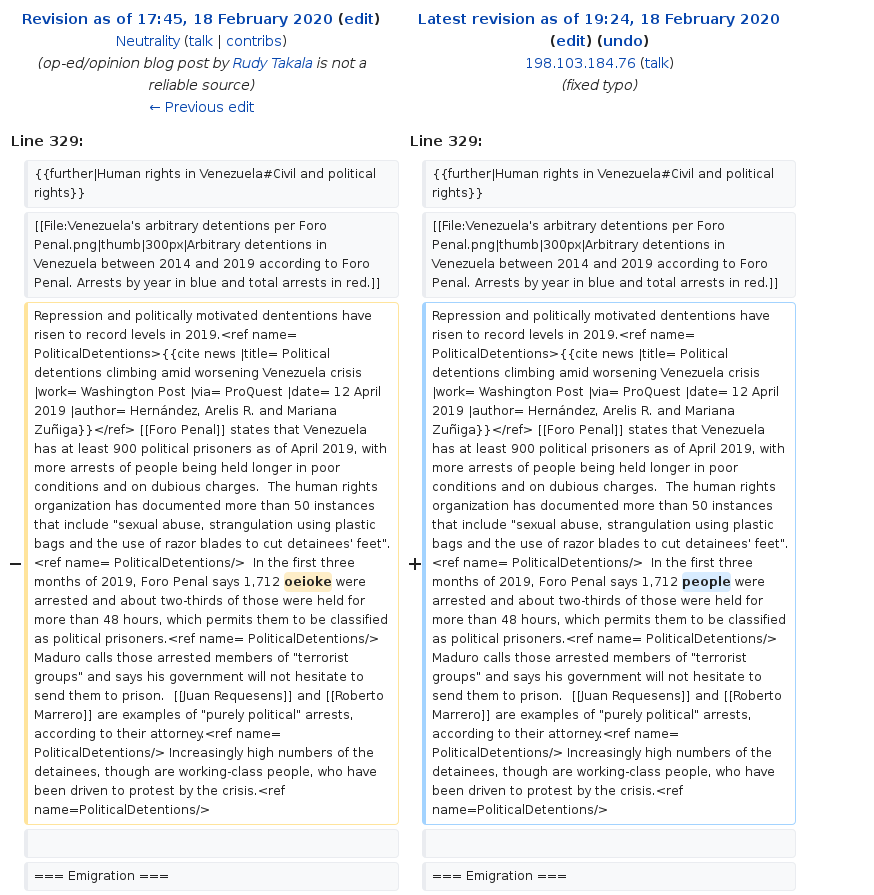 Revision as of 17:45, 18 February 2020 (edit)
Neutrality (talk | contribs)
(op-ed/opinion blog post by Rudy Takala is not a
reliable source)
← Previous edit
Latest revision as of 19:24, 18 February 2020
(edit) (undo)
198.103.184.76 (talk)
(fixed typo)
Line 329:
{{further|Human rights in Venezuela#Civil and political
rights}}
[[File:Venezuela's arbitrary detentions per Foro
Penal.png|thumb|300px|Arbitrary detentions in
Venezuela between 2014 and 2019 according to Foro
Penal. Arrests by year in blue and total arrests in red.]]
−
Repression and politically motivated dententions have
risen to record levels in 2019.<ref name=
PoliticalDetentions>{{cite news |title= Political
detentions climbing amid worsening Venezuela crisis
|work= Washington Post |via= ProQuest |date= 12 April
2019 |author= Hernández, Arelis R. and Mariana
Zuñiga}}</ref> [[Foro Penal]] states that Venezuela
has at least 900 political prisoners as of April 2019, with
more arrests of people being held longer in poor
conditions and on dubious charges.  The human rights
organization has documented more than 50 instances
that include "sexual abuse, strangulation using plastic
bags and the use of razor blades to cut detainees' feet".
<ref name= PoliticalDetentions/>  In the first three
months of 2019, Foro Penal says 1,712 oeioke were
arrested and about two-thirds of those were held for
more than 48 hours, which permits them to be classified
as political prisoners.<ref name= PoliticalDetentions/>
Maduro calls those arrested members of "terrorist
groups" and says his government will not hesitate to
send them to prison.  [[Juan Requesens]] and [[Roberto
Marrero]] are examples of "purely political" arrests,
according to their attorney.<ref name=
PoliticalDetentions/> Increasingly high numbers of the
detainees, though are working-class people, who have
been driven to protest by the crisis.<ref
name=PoliticalDetentions/>
=== Emigration ===
Line 329:
{{further|Human rights in Venezuela#Civil and political
rights}}
[[File:Venezuela's arbitrary detentions per Foro
Penal.png|thumb|300px|Arbitrary detentions in
Venezuela between 2014 and 2019 according to Foro
Penal. Arrests by year in blue and total arrests in red.]]
+
Repression and politically motivated dententions have
risen to record levels in 2019.<ref name=
PoliticalDetentions>{{cite news |title= Political
detentions climbing amid worsening Venezuela crisis
|work= Washington Post |via= ProQuest |date= 12 April
2019 |author= Hernández, Arelis R. and Mariana
Zuñiga}}</ref> [[Foro Penal]] states that Venezuela
has at least 900 political prisoners as of April 2019, with
more arrests of people being held longer in poor
conditions and on dubious charges.  The human rights
organization has documented more than 50 instances
that include "sexual abuse, strangulation using plastic
bags and the use of razor blades to cut detainees' feet".
<ref name= PoliticalDetentions/>  In the first three
months of 2019, Foro Penal says 1,712 people were
arrested and about two-thirds of those were held for
more than 48 hours, which permits them to be classified
as political prisoners.<ref name= PoliticalDetentions/>
Maduro calls those arrested members of "terrorist
groups" and says his government will not hesitate to
send them to prison.  [[Juan Requesens]] and [[Roberto
Marrero]] are examples of "purely political" arrests,
according to their attorney.<ref name=
PoliticalDetentions/> Increasingly high numbers of the
detainees, though are working-class people, who have
been driven to protest by the crisis.<ref
name=PoliticalDetentions/>
=== Emigration ===